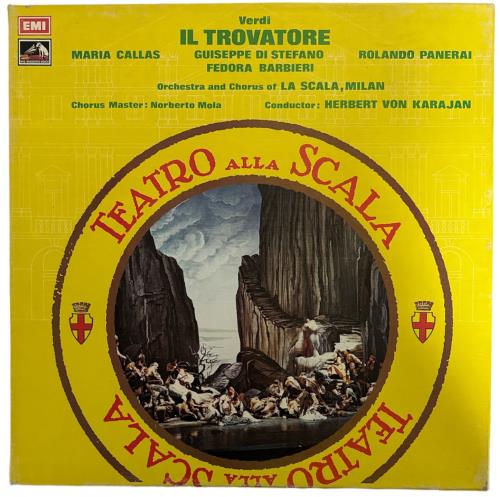 EMI
Verdi
IL TROVATORE
MARIA CALLAS GUISEPPE DI STEFANO ROLANDO PANERAI
FEDORA BARBIERI
Orchestra and Chorus of LA SCALA, MILAN
Chorus Master: Norberto Mola Conductor: HERBERT VON KARAJAN
TEATRO ALLA SCALA
TEATRO ALLA SCALA